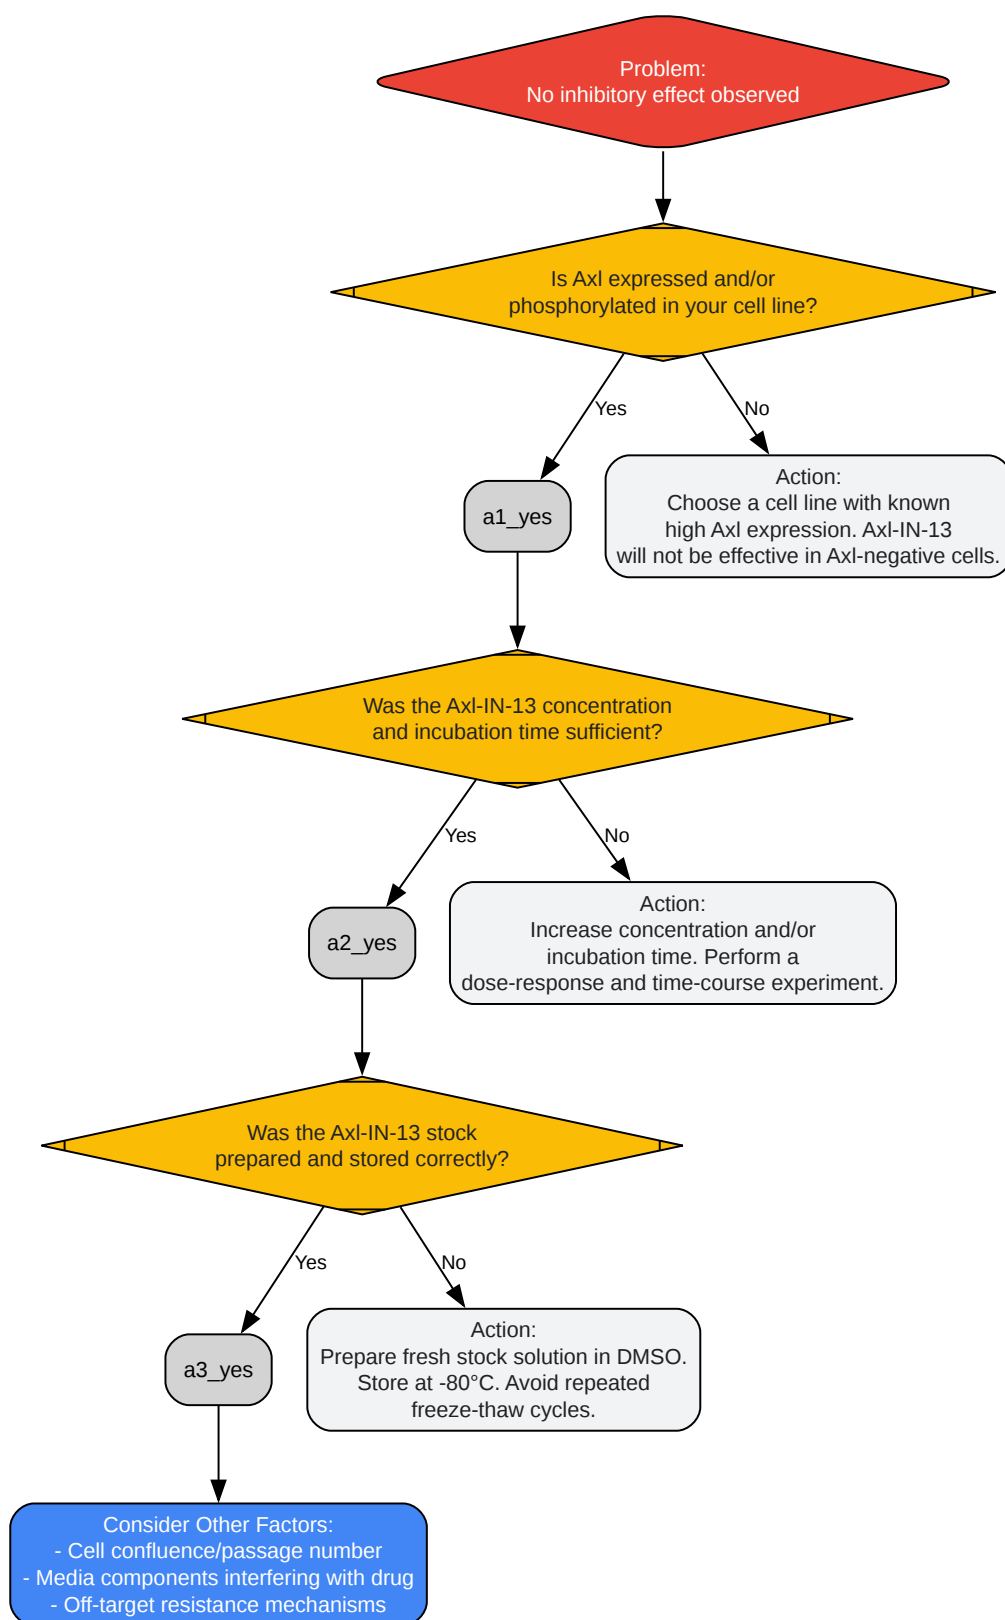 Problem:
No inhibitory effect observed
Is Axl expressed and/or
phosphorylated in your cell line?
Yes
No
a1_yes
Action:
Choose a cell line with known
high Axl expression. Axl-IN-13
will not be effective in Axl-negative cells.
Was the Axl-IN-13 concentration
and incubation time sufficient?
Yes
No
a2_yes
Action:
Increase concentration and/or
incubation time. Perform a
dose-response and time-course experiment.
Was the Axl-IN-13 stock
prepared and stored correctly?
Yes
No
a3_yes
Action:
Prepare fresh stock solution in DMSO.
Store at -80°C. Avoid repeated
freeze-thaw cycles.
Consider Other Factors:
- Cell confluence/passage number
- Media components interfering with drug
- Off-target resistance mechanisms